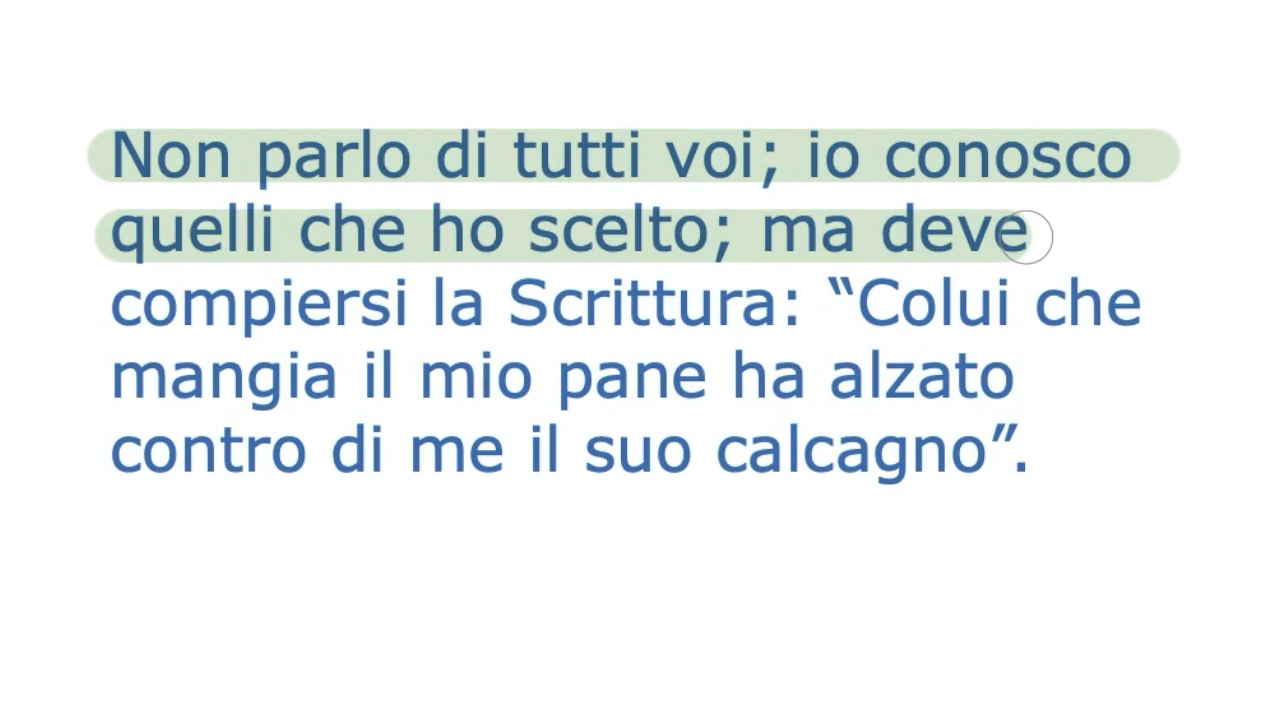 Non parlo di tutti voi; io conosco
quelli che ho scelto; ma deve
compiersi la Scrittura: “Colui che
mangia il mio pane ha alzato
contro di me il suo calcagno”.